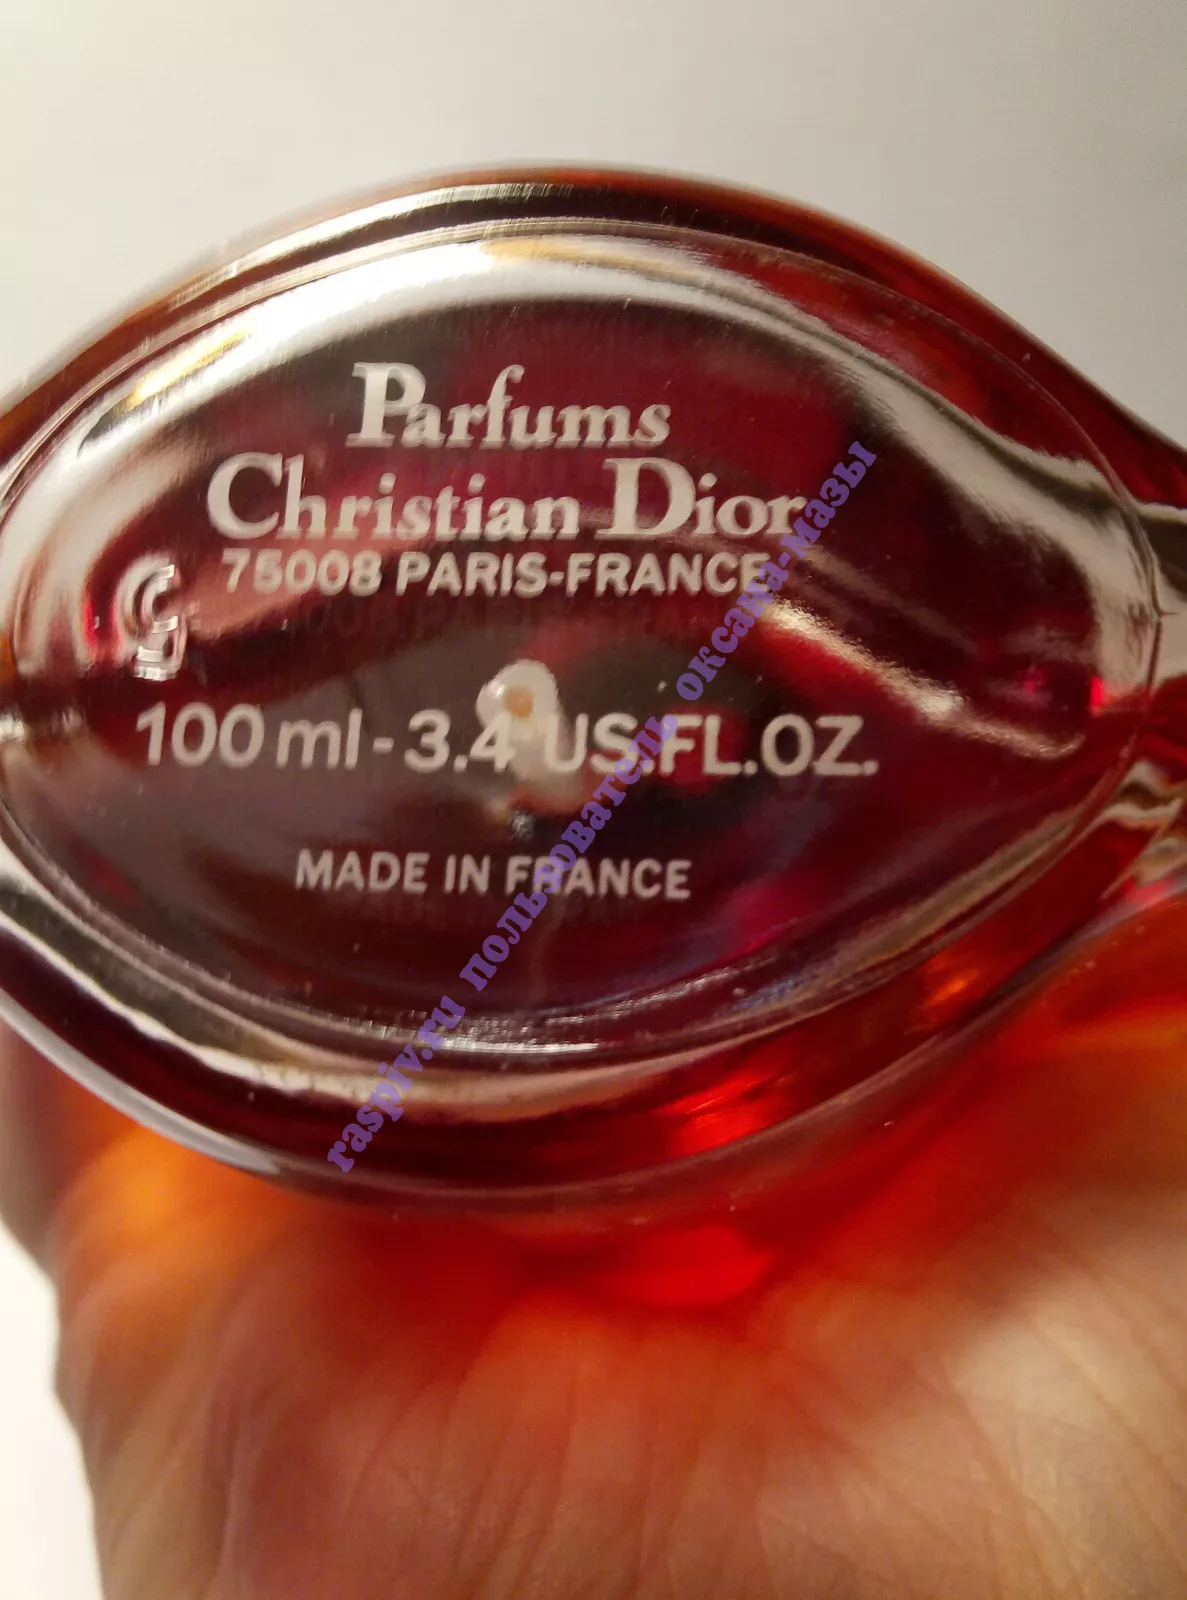 Parfums
Christian Dior
75008 PARIS-FRANCE
100 ml - 3.4 US.FL.OZ.
MADE IN FRANCE
raspiv.ru пользователь оксана-мазы